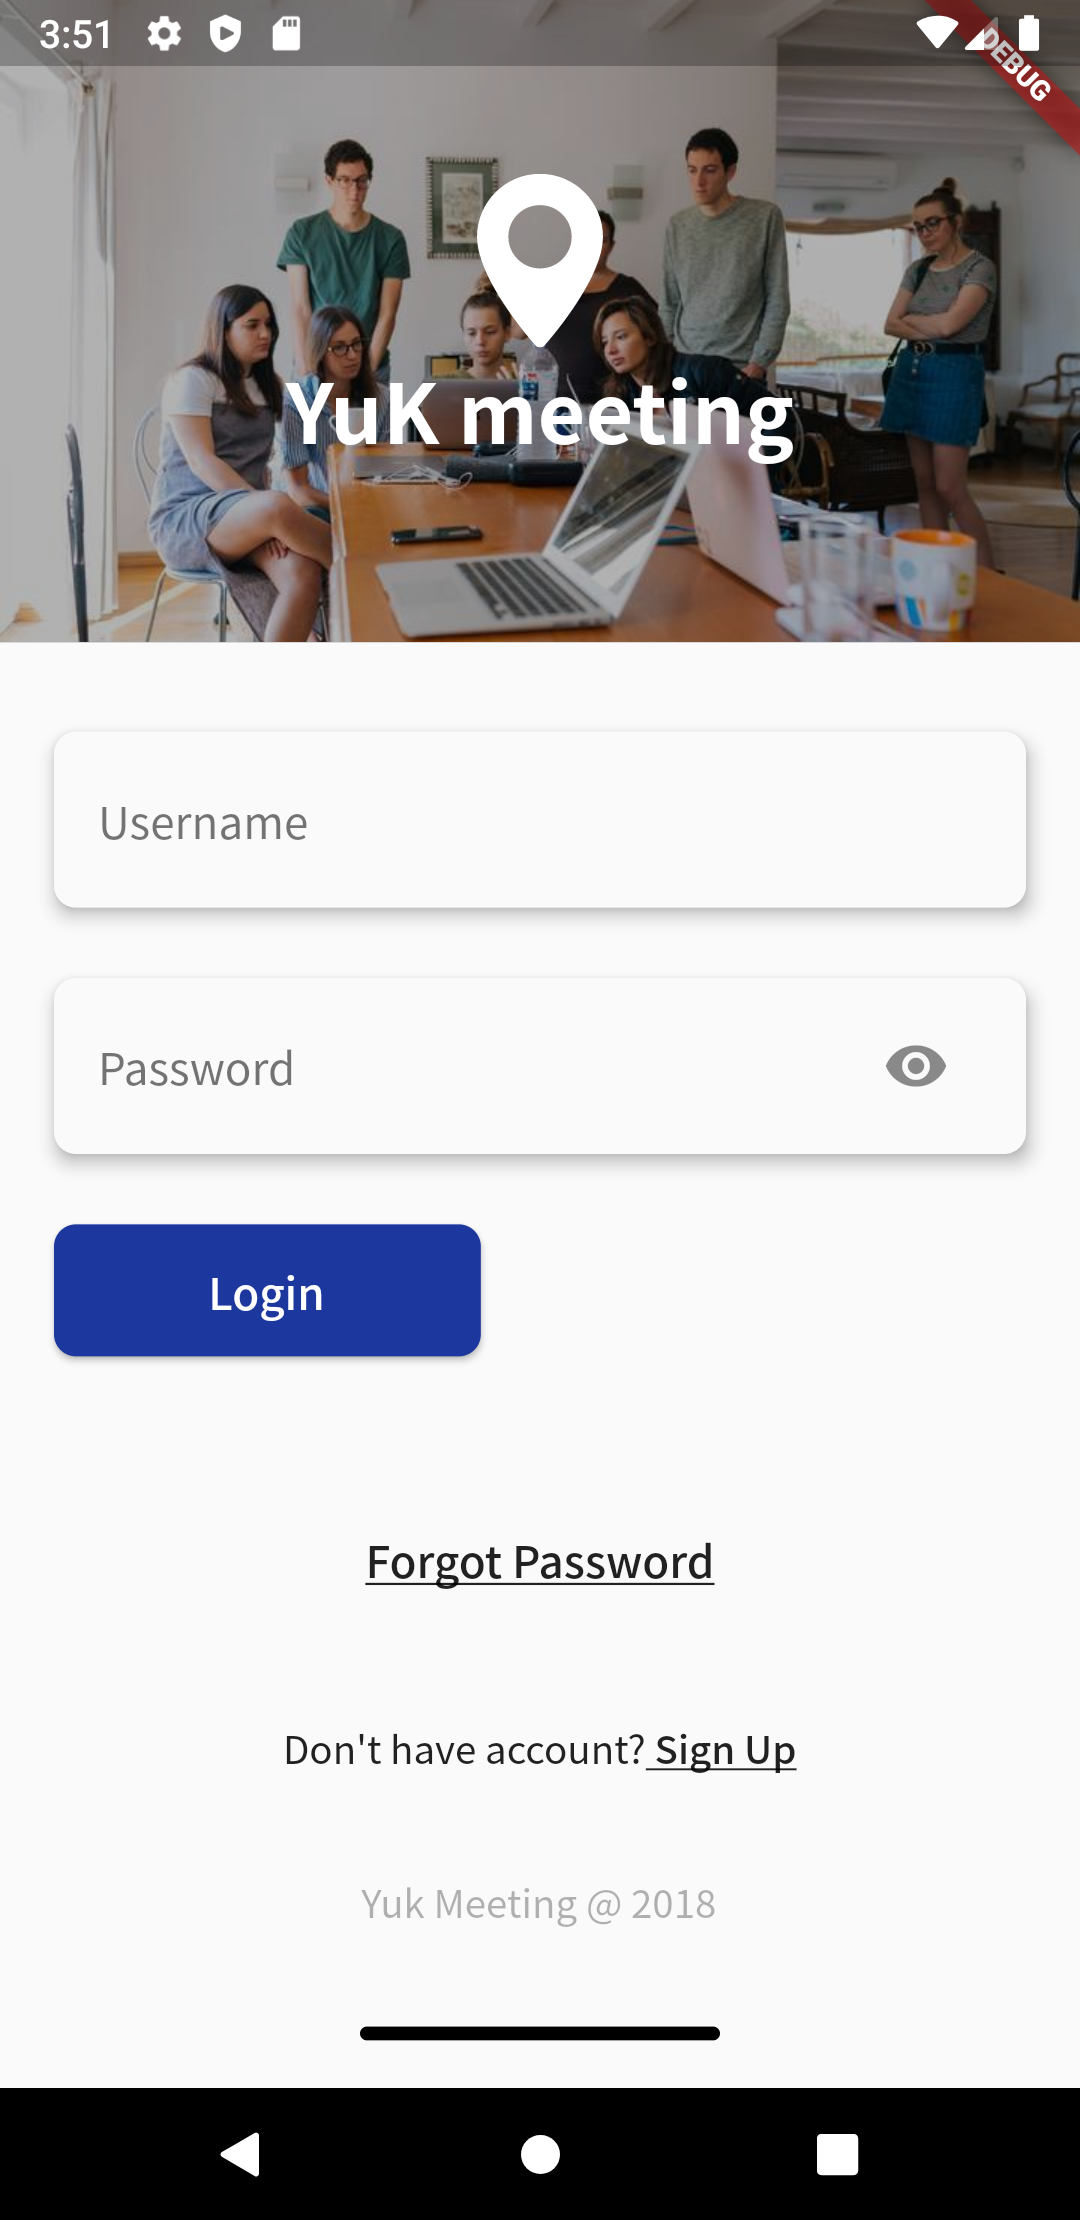 3:51
DEBUG
YuK meeting
Username
Password
Login
Forgot Password
Don't have account? Sign Up
Yuk Meeting @ 2018